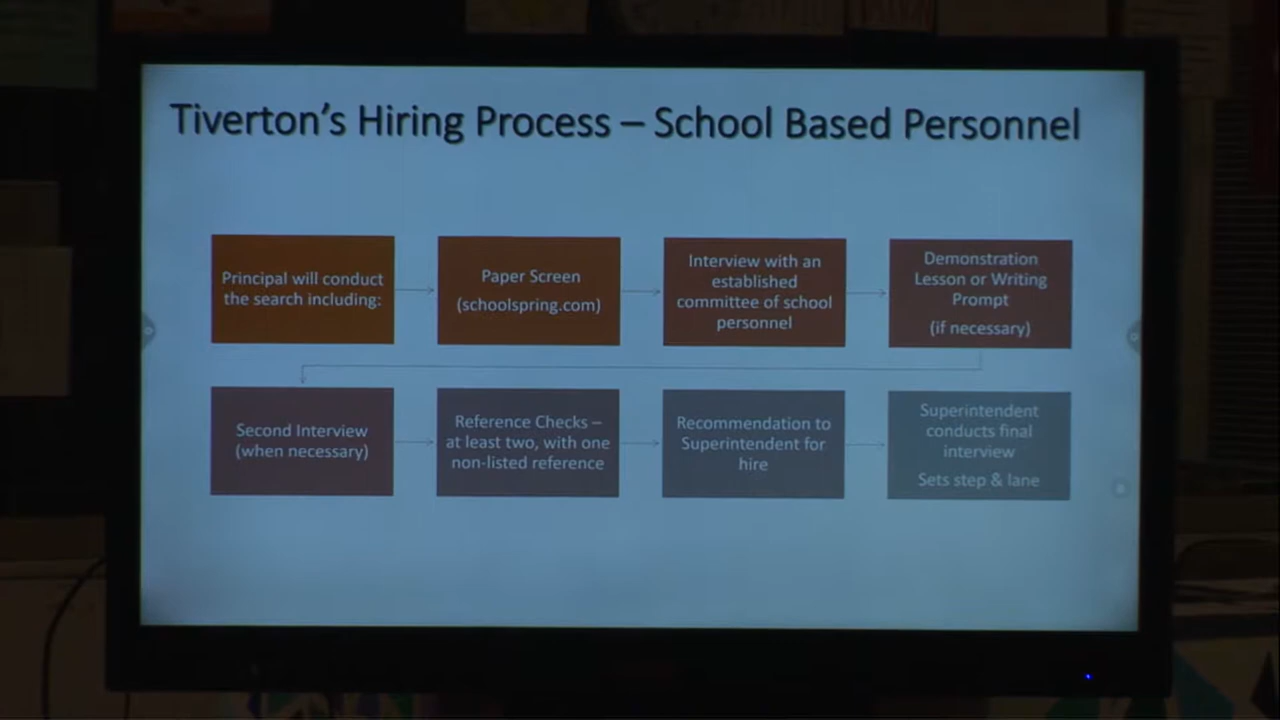 Tiverton's Hiring Process – School Based Personnel
Principal will conduct
the search including:
Paper Screen
(schoolspring.com)
Interview with an
established
committee of school
personnel
Demonstration
Lesson or Writing
Prompt
(if necessary)
Second Interview
(when necessary)
Reference Checks –
at least two, with one
non-listed reference
Recommendation to
Superintendent for
hire
Superintendent
conducts final
interview
Sets step & lane